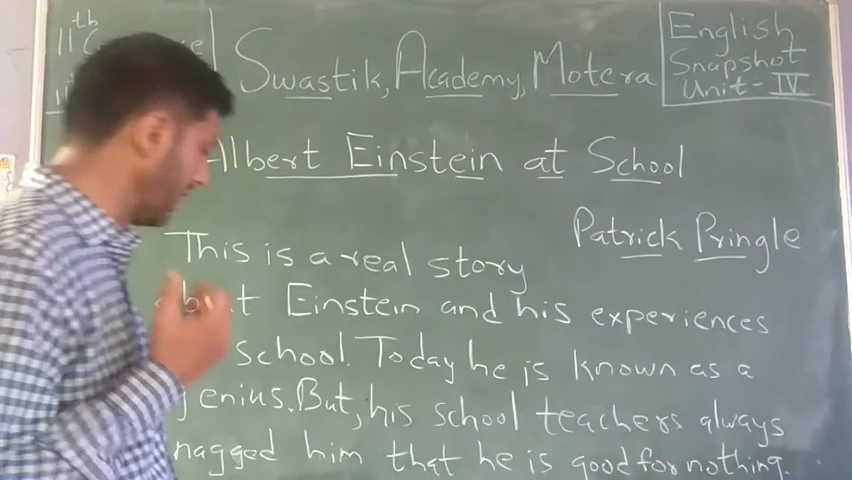 11th
Swastik, Academy, Motera
English
Snapshot
Unit-IV.
Albert Einstein at School
Patrick Pringle
This is a real story
about Einstein and his experiences
school. Today he is known as a
genius. But, his school teachers always
nagged him that he is good for nothing.